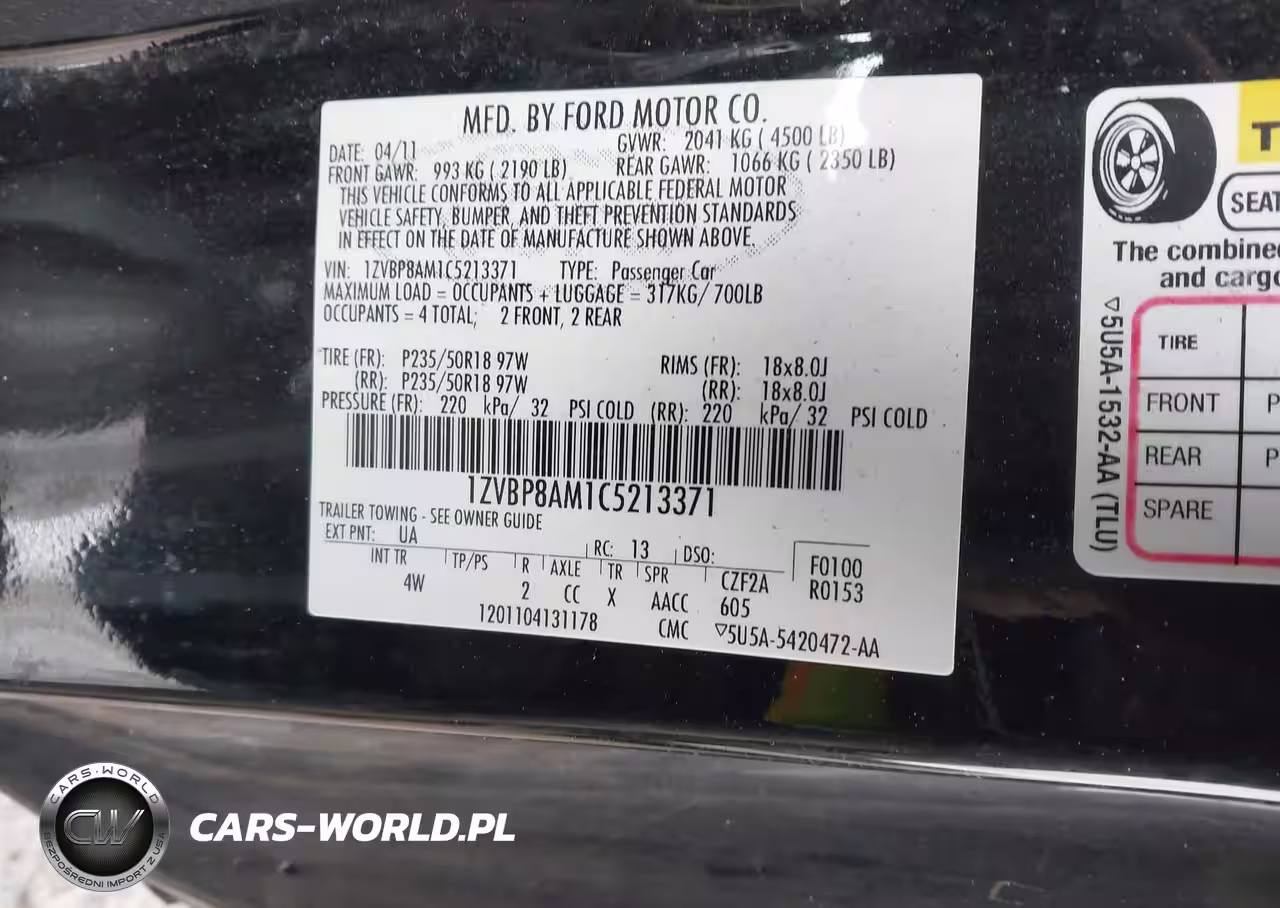 MFD. BY FORD MOTOR CO.
DATE: 04/11 GVWR: 2041 KG ( 4500 LB)
FRONT GAWR: 993 KG ( 2190 LB) REAR GAWR: 1066 KG ( 2350 LB)
THIS VEHICLE CONFORMS TO ALL APPLICABLE FEDERAL MOTOR
VEHICLE SAFETY, BUMPER, AND THEFT PREVENTION STANDARDS
IN EFFECT ON THE DATE OF MANUFACTURE SHOWN ABOVE.
VIN: 1ZVBP8AM1C5213371 TYPE: Passenger Car
MAXIMUM LOAD = OCCUPANTS + LUGGAGE = 317KG/ 700LB
OCCUPANTS = 4 TOTAL; 2 FRONT, 2 REAR
TIRE (FR): P235/50R18 97W RIMS (FR): 18x8.0J
(RR): P235/50R18 97W (RR): 18x8.0J
PRESSURE (FR): 220 kPa/ 32 PSI COLD (RR): 220 kPa/ 32 PSI COLD
1ZVBP8AM1C5213371
TRAILER TOWING - SEE OWNER GUIDE
EXT PNT: UA RC: 13 DSO: F0100
INT TR TP/PS R AXLE TR SPR CZF2A R0153
4W 2 CC X AACC 605
1201104131178 CMC ▽5U5A-5420472-AA
T
SEAT
The combine
and cargo
▽5U5A-1532-AA (TLU)
TIRE
FRONT P
REAR P
SPARE
CARS-WORLD
CW
BEZPOŚREDNI IMPORT Z USA
CARS-WORLD.PL